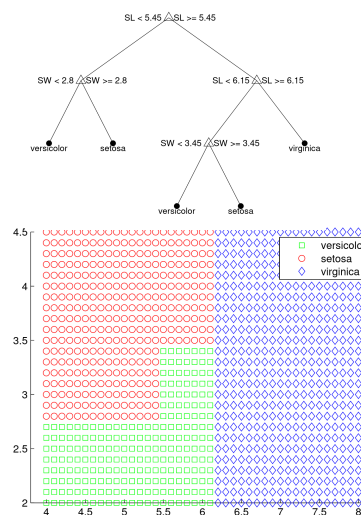 SL < 5.45 SL >= 5.45
SW < 2.8 SW >= 2.8 SL < 6.15 SL >= 6.15
versicolor setosa SW < 3.45 SW >= 3.45 virginica
versicolor setosa
4.5
versicolo
setosa
virginica
4
3.5
3
2.5
2
4 4.5 5 5.5 6 6.5 7 7.5 8